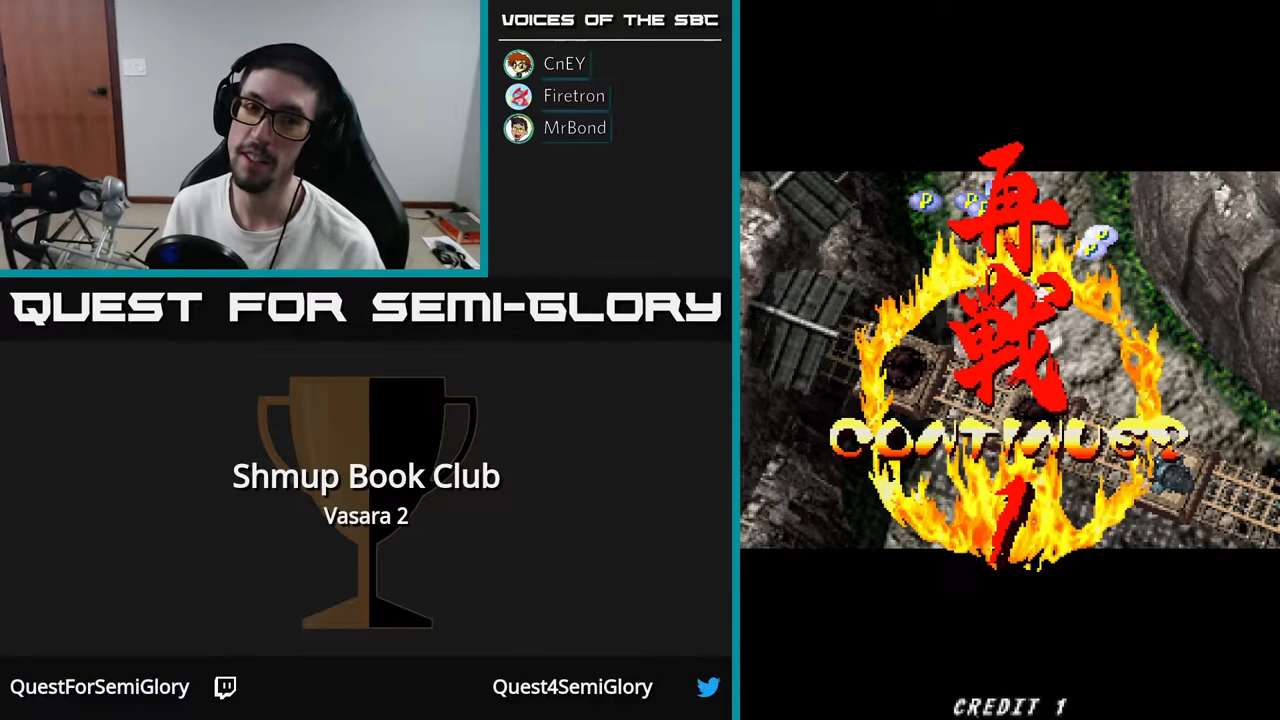 VOICES OF THE SBC
CnEY
Firetron
MrBond
QUEST FOR SEMI-GLORY
Shmup Book Club
Vasara 2
QuestForSemiGlory
Quest4SemiGlory
P
P
P
P
再
戦
CONTINUE?
1
CREDIT 1